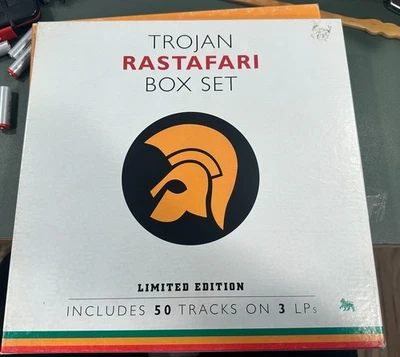 TROJAN
RASTAFARI
BOX SET
LIMITED EDITION
INCLUDES 50 TRACKS ON 3 LPs